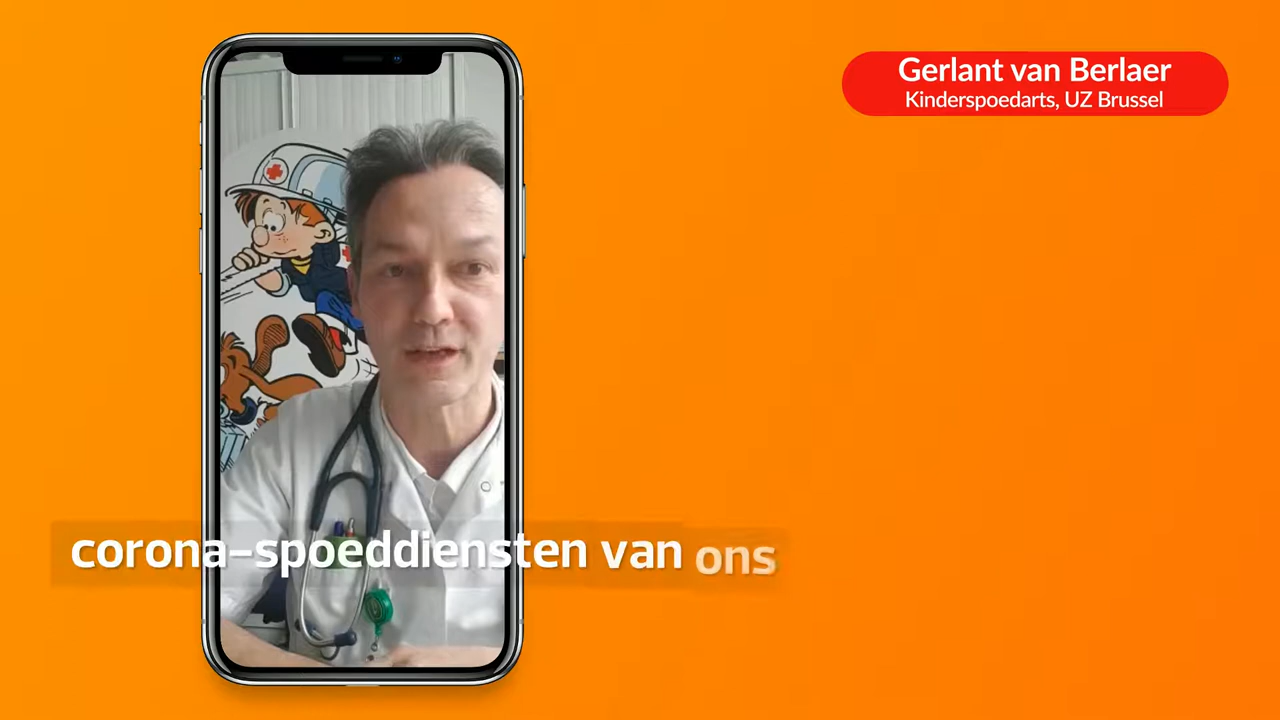 Gerlant van Berlaer
Kinderspoedarts, UZ Brussel
corona-spoeddiensten van ons